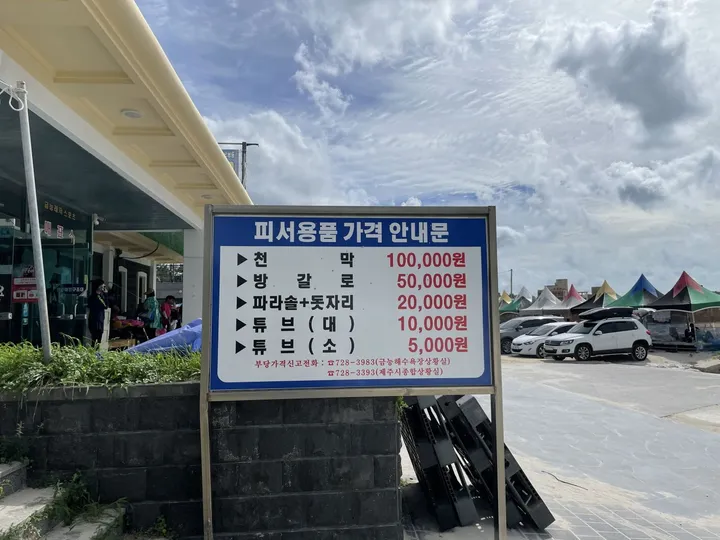 피서용품 가격 안내문
▶천 막 100,000원
▶방 갈 로 50,000원
▶파라솔+돗자리 20,000원
▶튜브(대) 10,000원
▶튜브(소) 5,000원
부당가격신고전화 : ☎728-3983(금능해수욕장상황실)
☎728-3393(제주시종합상황실)